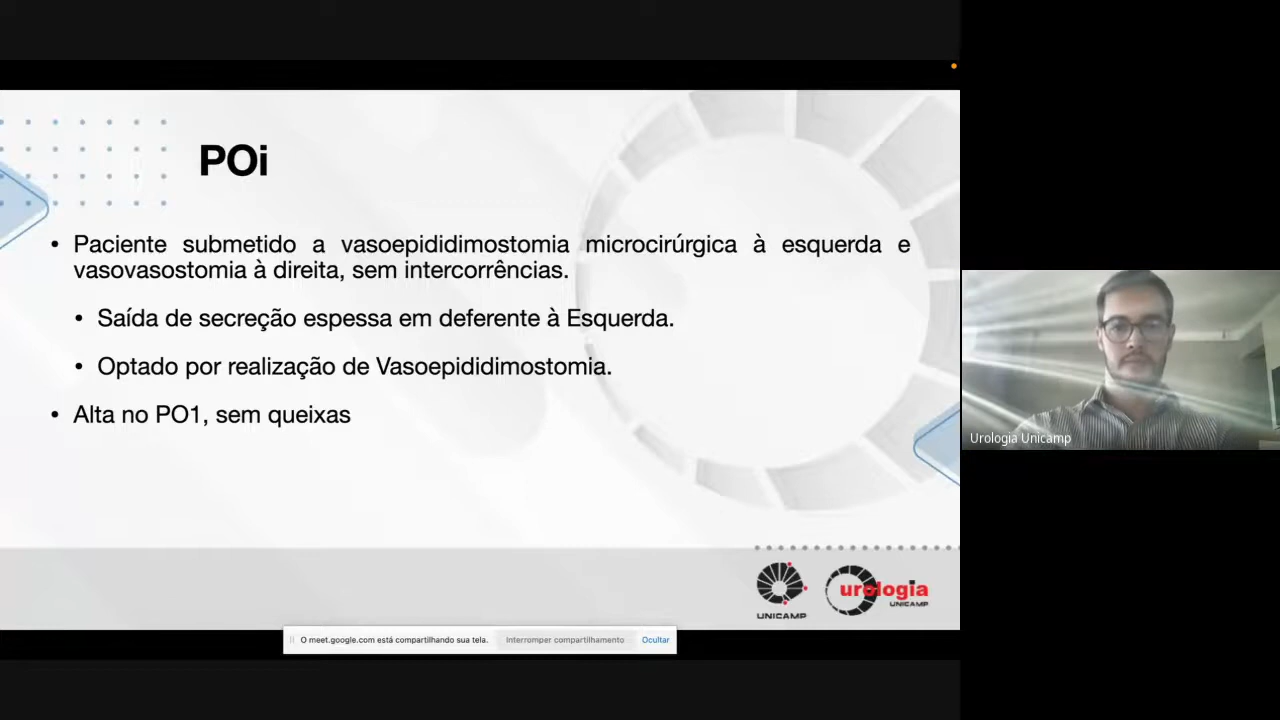 POi
• Paciente submetido a vasoepididimostomia microcirúrgica à esquerda e
vasovasostomia à direita, sem intercorrências.
• Saída de secreção espessa em deferente à Esquerda.
• Optado por realização de Vasoepididimostomia.
• Alta no PO1, sem queixas
Urologia Unicamp
UNICAMP
urologia
UNICAMP
O meet.google.com está compartilhando sua tela.
Interromper compartilhamento
Ocultar